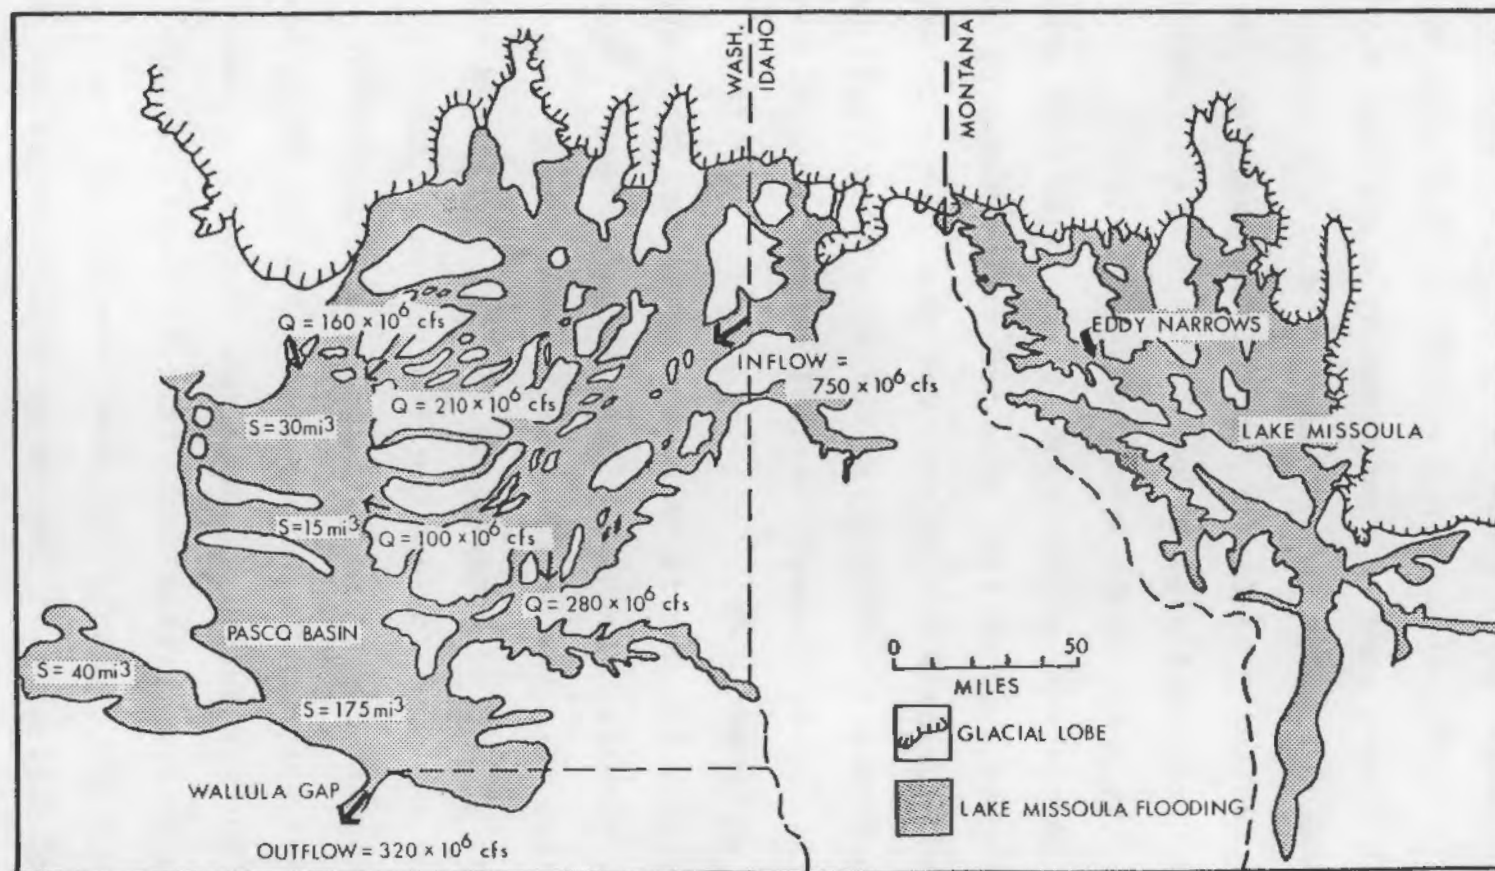 WASH.
IDAHO
MONTANA
Q = 160 × 10⁶ cfs
EDDY NARROWS
INFLOW =
750 × 10⁶ cfs
Q = 210 × 10⁶ cfs
S = 30 mi³
LAKE MISSOULA
S = 15 mi³
Q = 100 × 10⁶ cfs
Q = 280 × 10⁶ cfs
PASCO BASIN
0 50
MILES
S = 40 mi³
S = 175 mi³
GLACIAL LOBE
WALLULA GAP
LAKE MISSOULA FLOODING
OUTFLOW = 320 × 10⁶ cfs